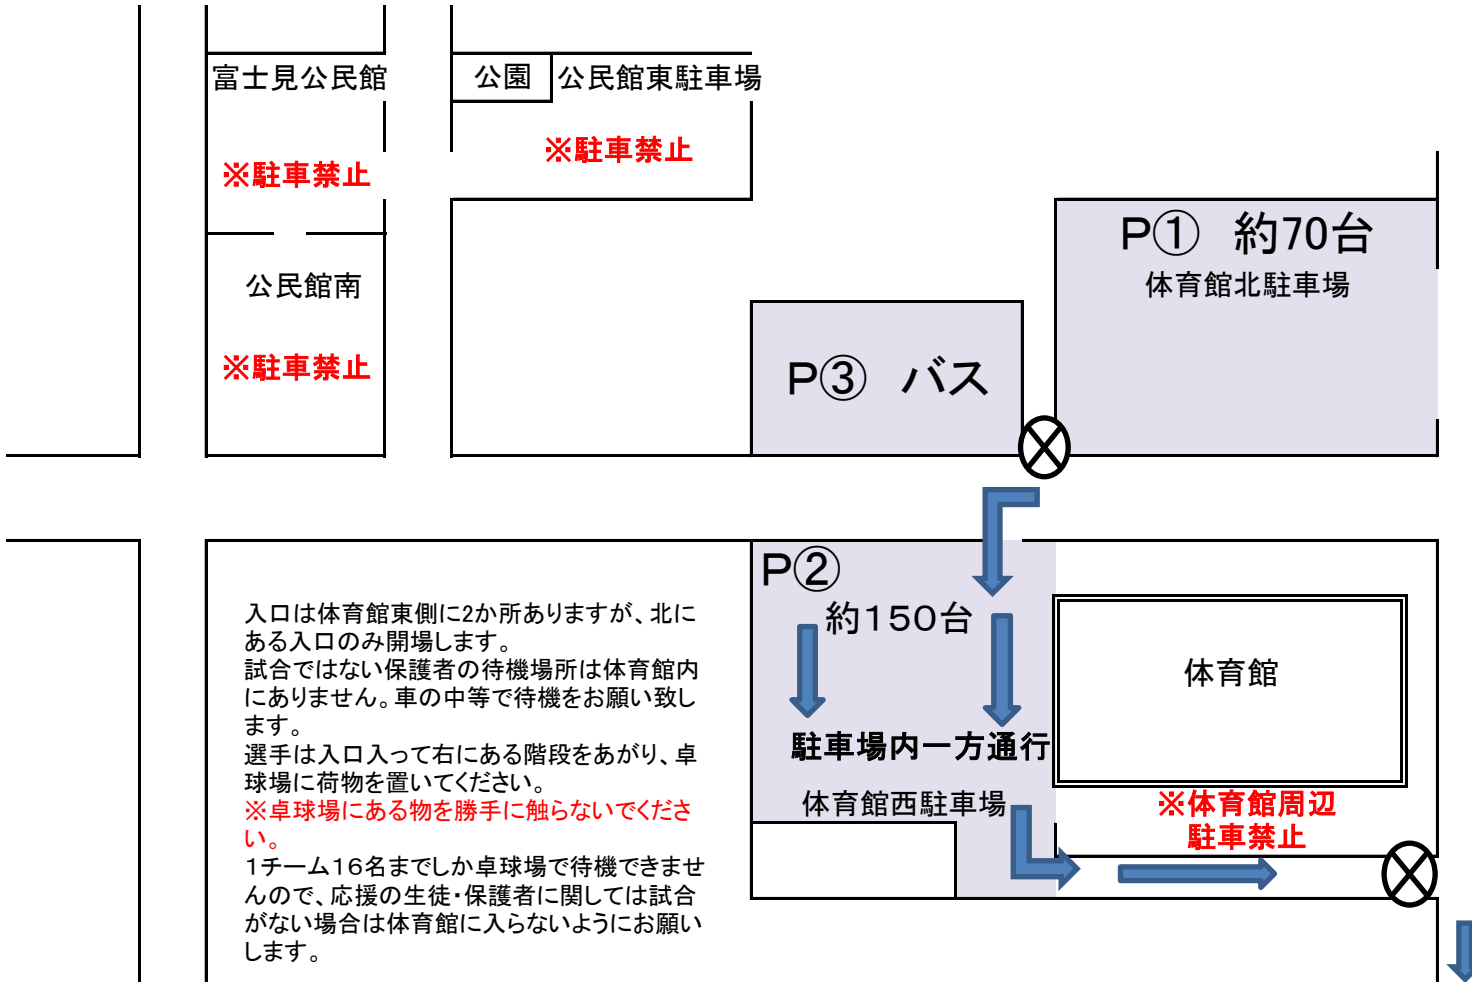 富士見公民館
公園
公民館東駐車場
※駐車禁止
※駐車禁止
公民館南
※駐車禁止
P① 約70台
体育館北駐車場
P③ バス
P②
約150台
駐車場内一方通行
体育館西駐車場
体育館
※体育館周辺
駐車禁止
入口は体育館東側に2か所ありますが、北に
ある入口のみ開場します。
試合ではない保護者の待機場所は体育館内
にありません。車の中等で待機をお願い致し
ます。
選手は入口入って右にある階段をあがり、卓
球場に荷物を置いてください。
※卓球場にある物を勝手に触らないでくださ
い。
1チーム16名までしか卓球場で待機できませ
んので、応援の生徒・保護者に関しては試合
がない場合は体育館に入らないようにお願い
します。